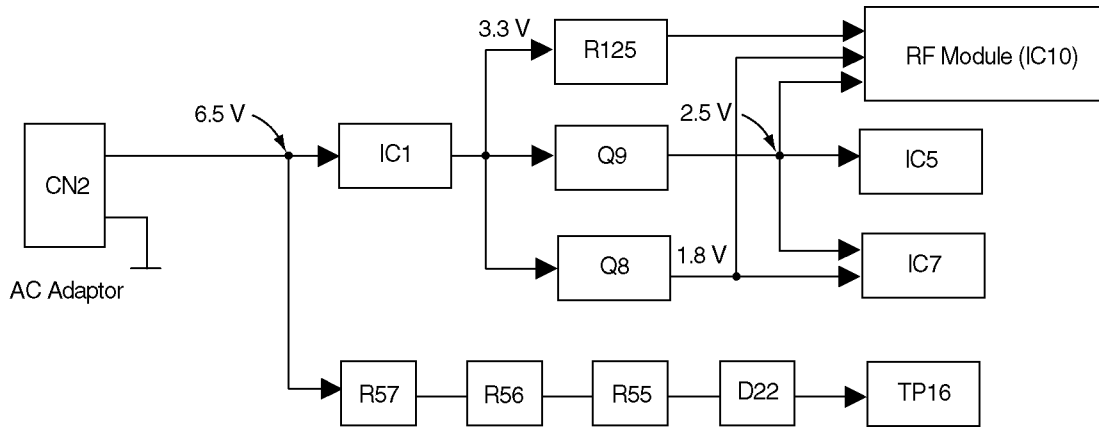 3.3 V
R125
RF Module (IC10)
6.5 V
2.5 V
CN2
IC1
Q9
IC5
Q8
1.8 V
IC7
AC Adaptor
R57
R56
R55
D22
TP16